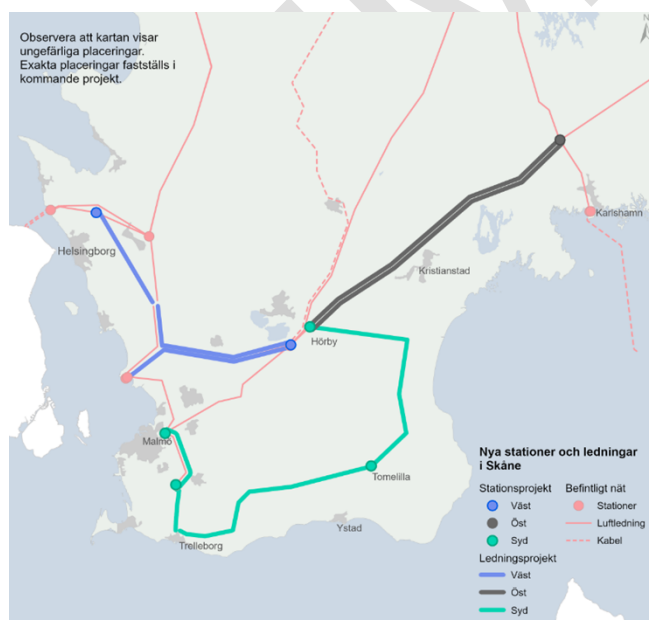 Observera att kartan visar
ungefärliga placeringar.
Exakta placeringar fastställs i
kommande projekt.
N
Karlshamn
Helsingborg
Kristianstad
Hörby
Malmö
Tomelilla
Ystad
Trelleborg
Nya stationer och ledningar
i Skåne
Stationsprojekt
Väst
Öst
Syd
Ledningsprojekt
Väst
Öst
Syd
Befintligt nät
Stationer
Luftledning
Kabel